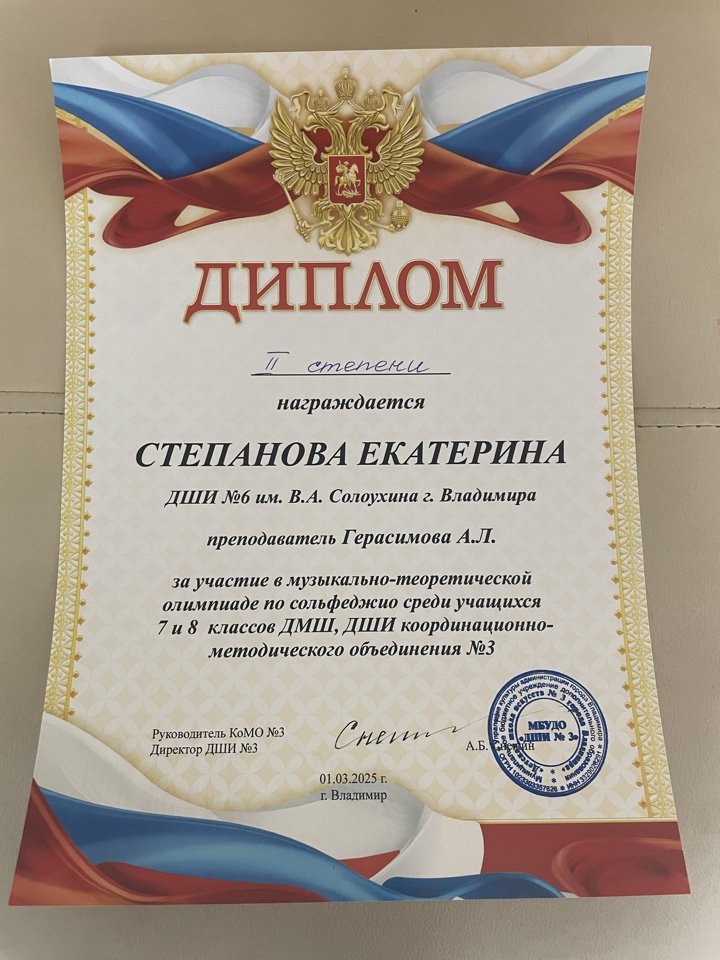 ДИПЛОМ
II степени
награждается
СТЕПАНОВА ЕКАТЕРИНА
ДШИ №6 им. В.А. Солоухина г. Владимира
преподаватель Герасимова А.Л.
за участие в музыкально-теоретической
олимпиаде по сольфеджио среди учащихся
7 и 8 классов ДМШ, ДШИ координационно-
методического объединения №3
Руководитель КоМО №3
Директор ДШИ №3
А.Б.
МБУДО
«ДШИ № 3»
01.03.2025 г.
г. Владимир